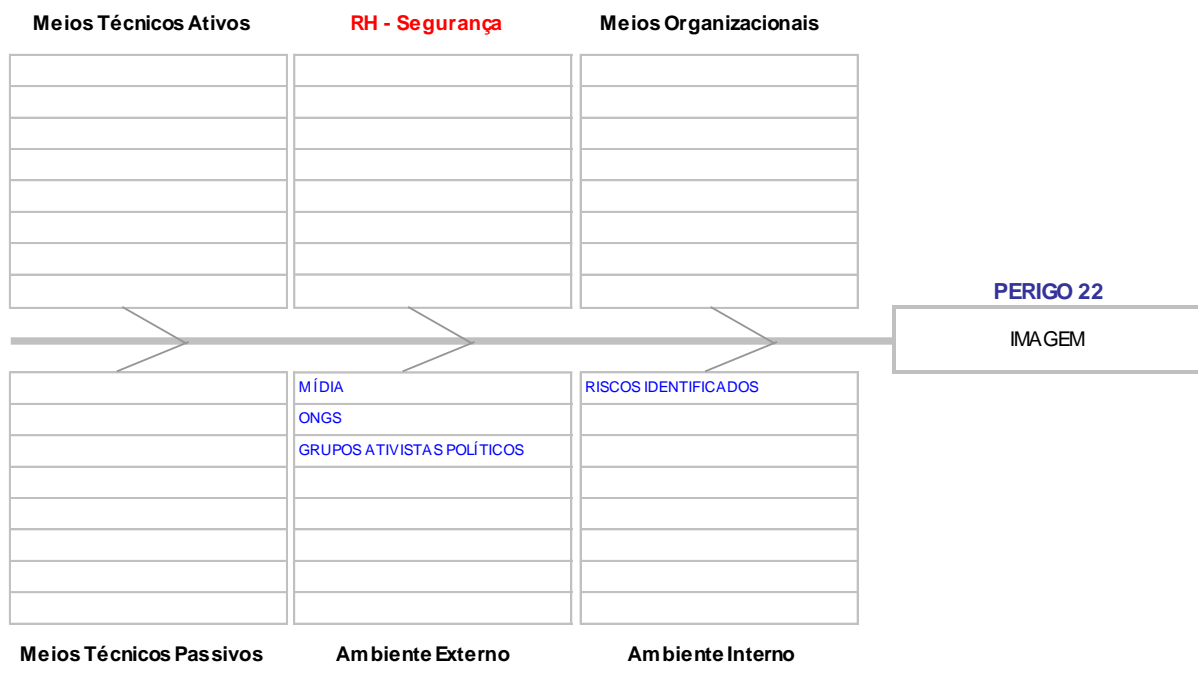 Meios Técnicos Ativos
RH - Segurança
Meios Organizacionais
PERIGO 22
IMAGEM
MÍDIA
RISCOS IDENTIFICADOS
ONGS
GRUPOS ATIVISTAS POLÍTICOS
Meios Técnicos Passivos
Ambiente Externo
Ambiente Interno